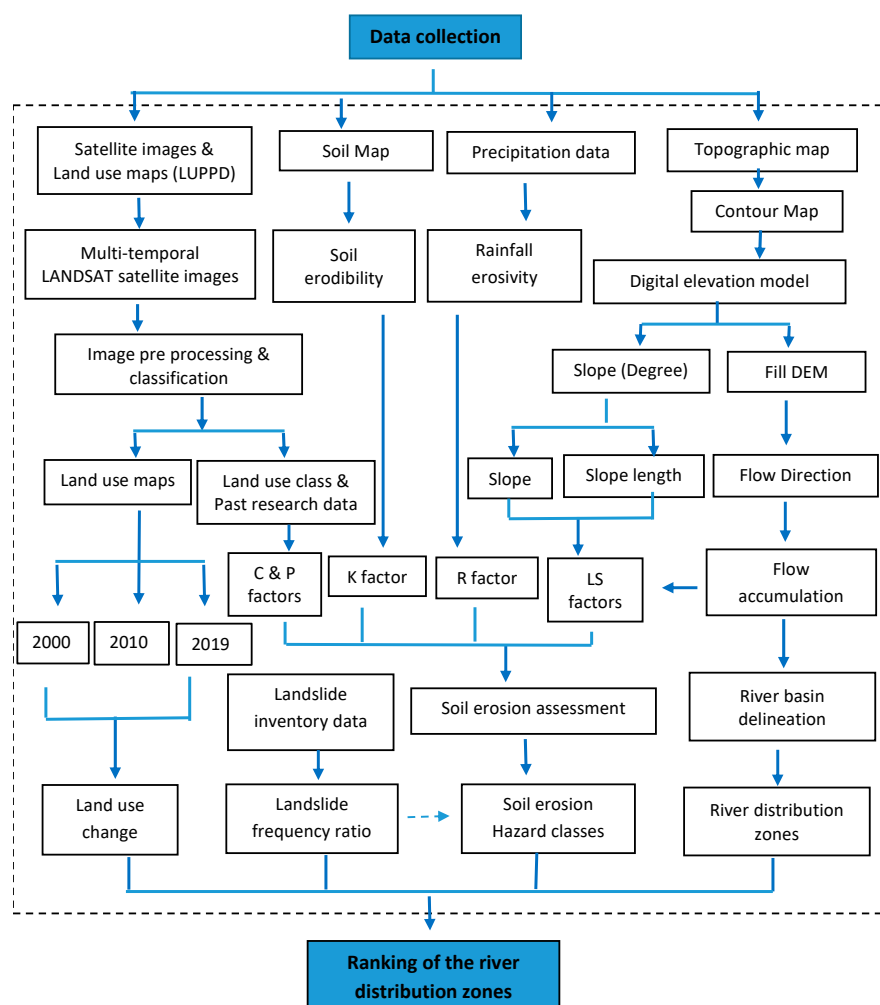 Data collection
Satellite images &
Land use maps (LUPPD)
Soil Map
Precipitation data
Topographic map
Contour Map
Multi-temporal
LANDSAT satellite images
Soil
erodibility
Rainfall
erosivity
Digital elevation model
Image pre processing &
classification
Slope (Degree)
Fill DEM
Land use maps
Land use class &
Past research data
Slope
Slope length
Flow Direction
C & P
factors
K factor
R factor
LS
factors
Flow
accumulation
2000
2010
2019
Landslide
inventory data
Soil erosion assessment
River basin
delineation
Land use
change
Landslide
frequency ratio
Soil erosion
Hazard classes
River distribution
zones
Ranking of the river
distribution zones